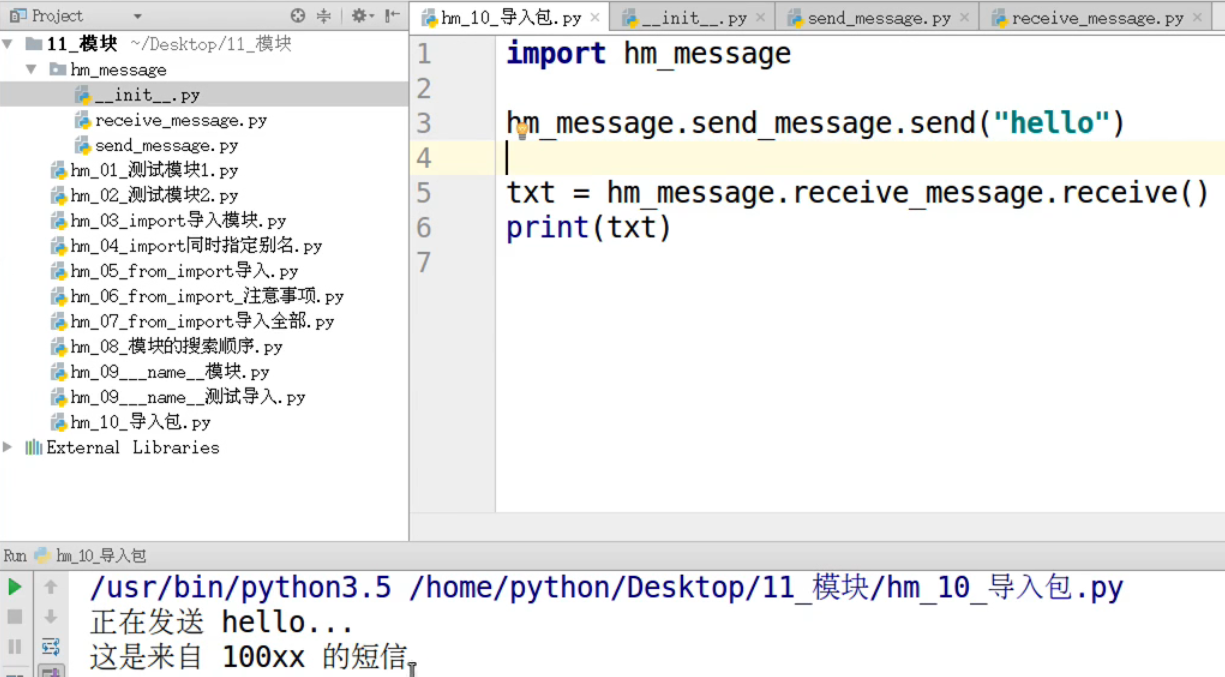 Project
11_模块 ~/Desktop/11_模块
hm_message
__init__.py
receive_message.py
send_message.py
hm_01_测试模块1.py
hm_02_测试模块2.py
hm_03_import导入模块.py
hm_04_import同时指定别名.py
hm_05_from_import导入.py
hm_06_from_import_注意事项.py
hm_07_from_import导入全部.py
hm_08_模块的搜索顺序.py
hm_09___name__模块.py
hm_09___name__测试导入.py
hm_10_导入包.py
External Libraries
hm_10_导入包.py __init__.py send_message.py receive_message.py
1 import hm_message
2
3 hm_message.send_message.send("hello")
4
5 txt = hm_message.receive_message.receive()
6 print(txt)
7
Run hm_10_导入包
/usr/bin/python3.5 /home/python/Desktop/11_模块/hm_10_导入包.py
正在发送 hello...
这是来自 100xx 的短信